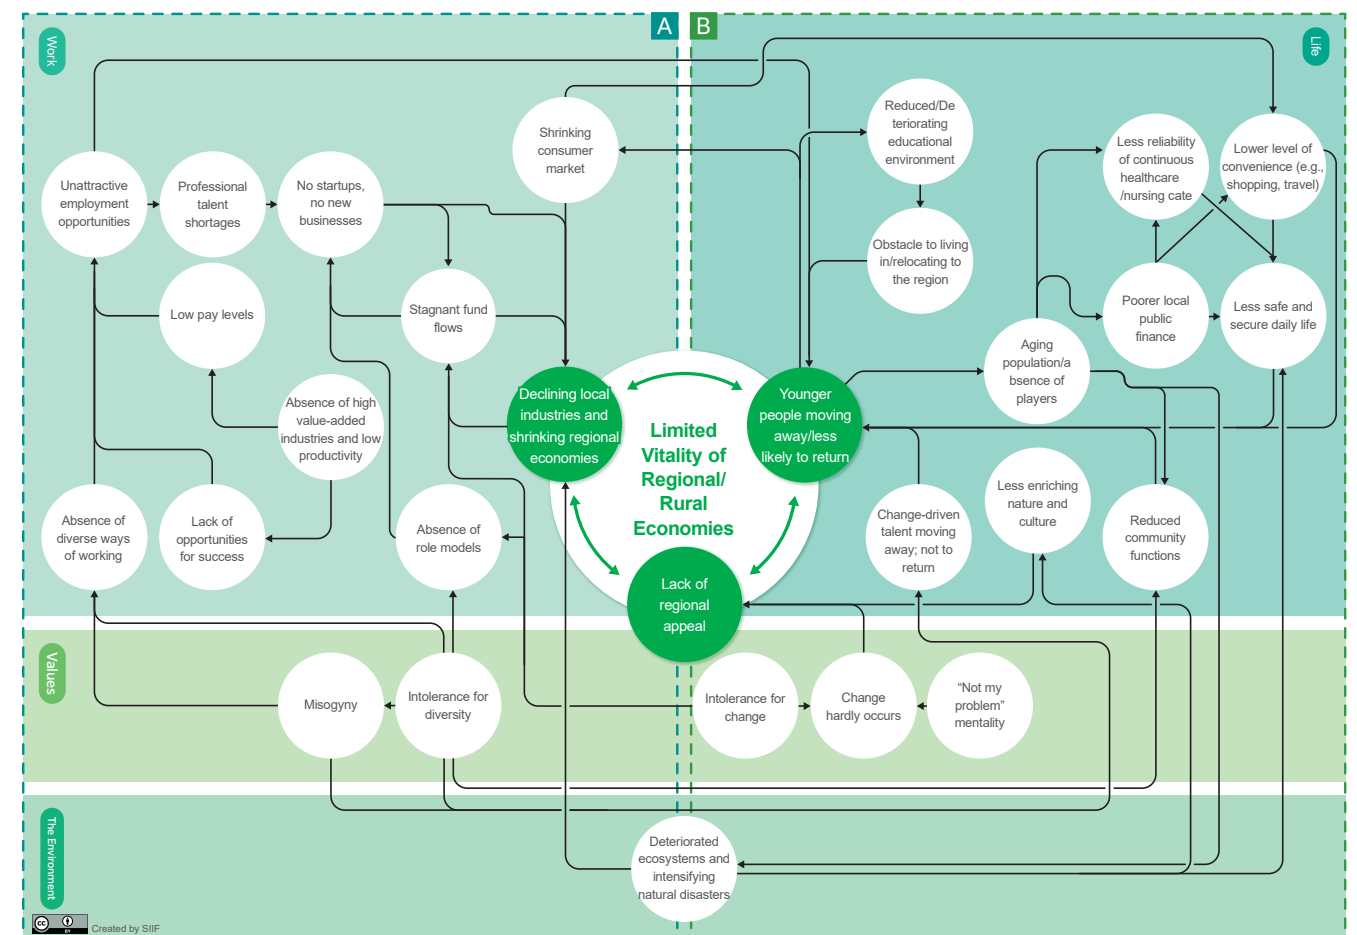 A
B
Work
Life
Shrinking
consumer
market
Reduced/De
teriorating
educational
environment
Less reliability
of continuous
healthcare
/nursing cate
Lower level of
convenience (e.g.,
shopping, travel)
Unattractive
employment
opportunities
Professional
talent
shortages
No startups,
no new
businesses
Obstacle to living
in/relocating to
the region
Low pay levels
Stagnant fund
flows
Poorer local
public
finance
Less safe and
secure daily life
Aging
population/a
bsence of
players
Absence of high
value-added
industries and low
productivity
Declining local
industries and
shrinking regional
economies
Limited
Vitality of
Regional/
Rural
Economies
Younger
people moving
away/less
likely to return
Absence of
diverse ways
of working
Lack of
opportunities
for success
Absence of
role models
Change-driven
talent moving
away; not to
return
Less enriching
nature and
culture
Reduced
community
functions
Lack of
regional
appeal
Values
Misogyny
Intolerance for
diversity
Intolerance for
change
Change
hardly occurs
“Not my
problem”
mentality
The Environment
Deteriorated
ecosystems and
intensifying
natural disasters
cc
BY
Created by SIIF